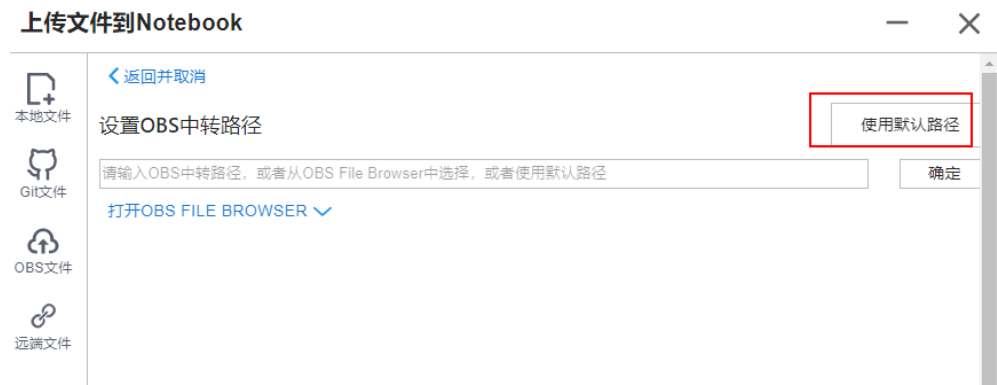 上传文件到Notebook
本地文件
Git文件
OBS文件
远端文件
返回并取消
设置OBS中转路径
使用默认路径
请输入OBS中转路径，或者从OBS File Browser中选择，或者使用默认路径
确定
打开OBS FILE BROWSER